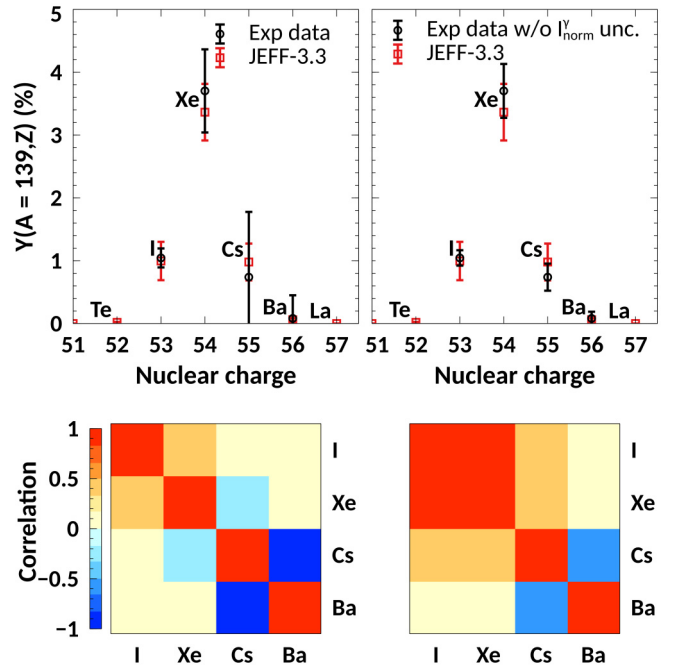 Y(A = 139,Z) (%)
5
4
3
2
1
0
Exp data
JEFF-3.3
Xe
I
Cs
Te
Ba
La
51 52 53 54 55 56 57
Nuclear charge
Exp data w/o I^γ_norm unc.
JEFF-3.3
Xe
I
Cs
Te
Ba
La
51 52 53 54 55 56 57
Nuclear charge
Correlation
1
0.5
0
−0.5
−1
I Xe Cs Ba
I
Xe
Cs
Ba
I Xe Cs Ba
I
Xe
Cs
Ba